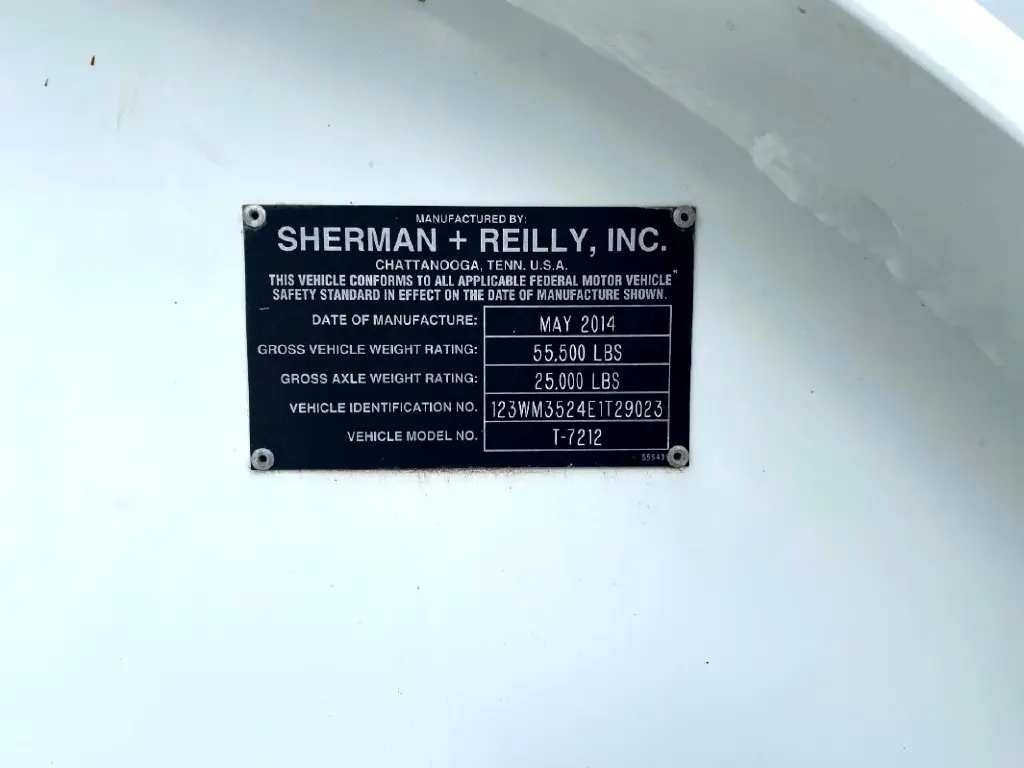 MANUFACTURED BY:
SHERMAN + REILLY, INC.
CHATTANOOGA, TENN. U.S.A.
THIS VEHICLE CONFORMS TO ALL APPLICABLE FEDERAL MOTOR VEHICLE
SAFETY STANDARD IN EFFECT ON THE DATE OF MANUFACTURE SHOWN.
DATE OF MANUFACTURE: MAY 2014
GROSS VEHICLE WEIGHT RATING: 55,500 LBS
GROSS AXLE WEIGHT RATING: 25,000 LBS
VEHICLE IDENTIFICATION NO. 123WM3524E1T29023
VEHICLE MODEL NO. T-7212